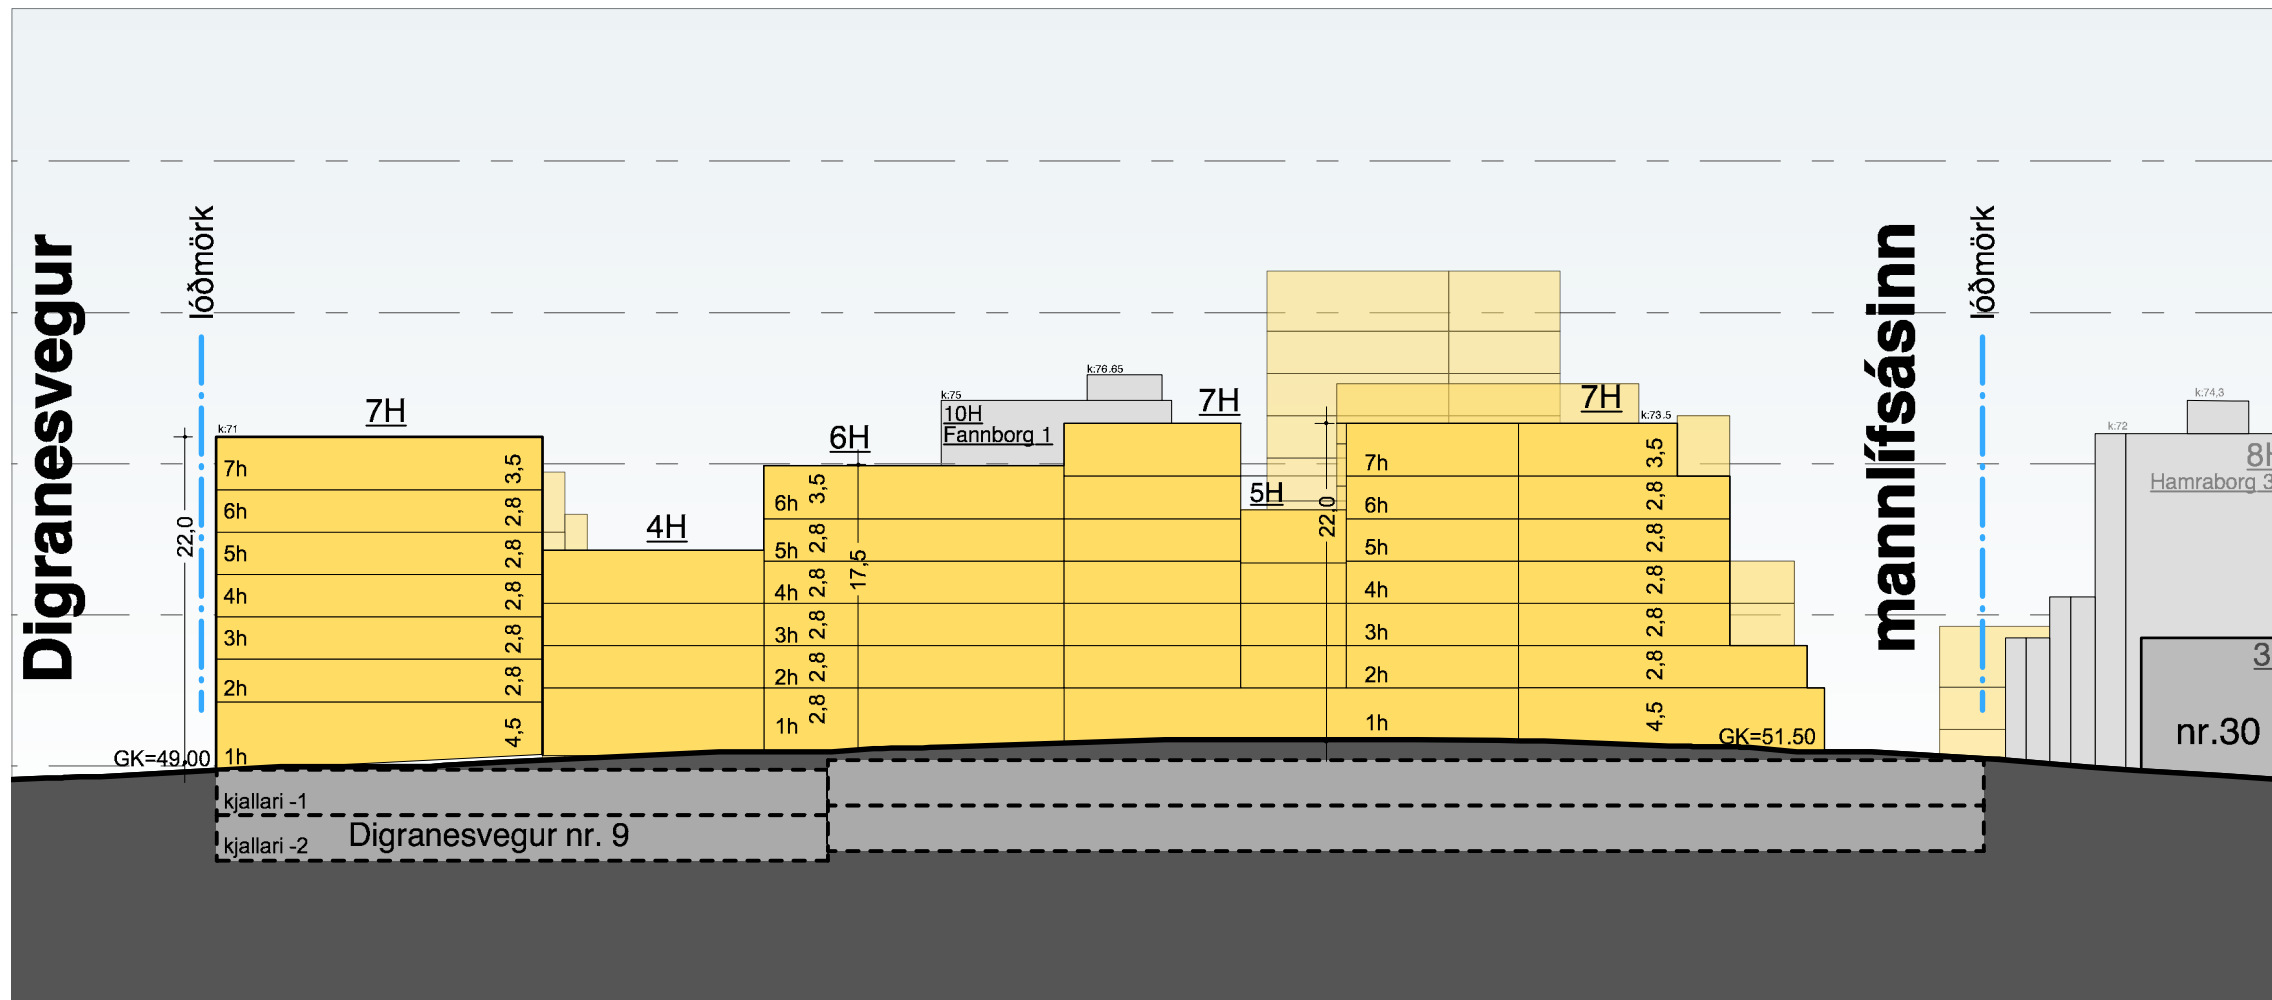 Digranesvegur
lóðmörk
k:71
7H
22,0
7h
3,5
6h
2,8
5h
2,8
4h
2,8
3h
2,8
2h
2,8
1h
4,5
GK=49.00
4H
6H
6h
3,5
5h
2,8
4h
2,8
3h
2,8
2h
2,8
1h
2,8
17,5
k:75
10H
Fannborg 1
k:76.65
7H
5H
22,0
7H
k:73.5
7h
3,5
6h
2,8
5h
2,8
4h
2,8
3h
2,8
2h
2,8
1h
4,5
GK=51.50
mannlífsásinn
lóðmörk
k:72
k:74,3
8H
Hamraborg 3
3
nr.30
kjallari -1
kjallari -2
Digranesvegur nr. 9